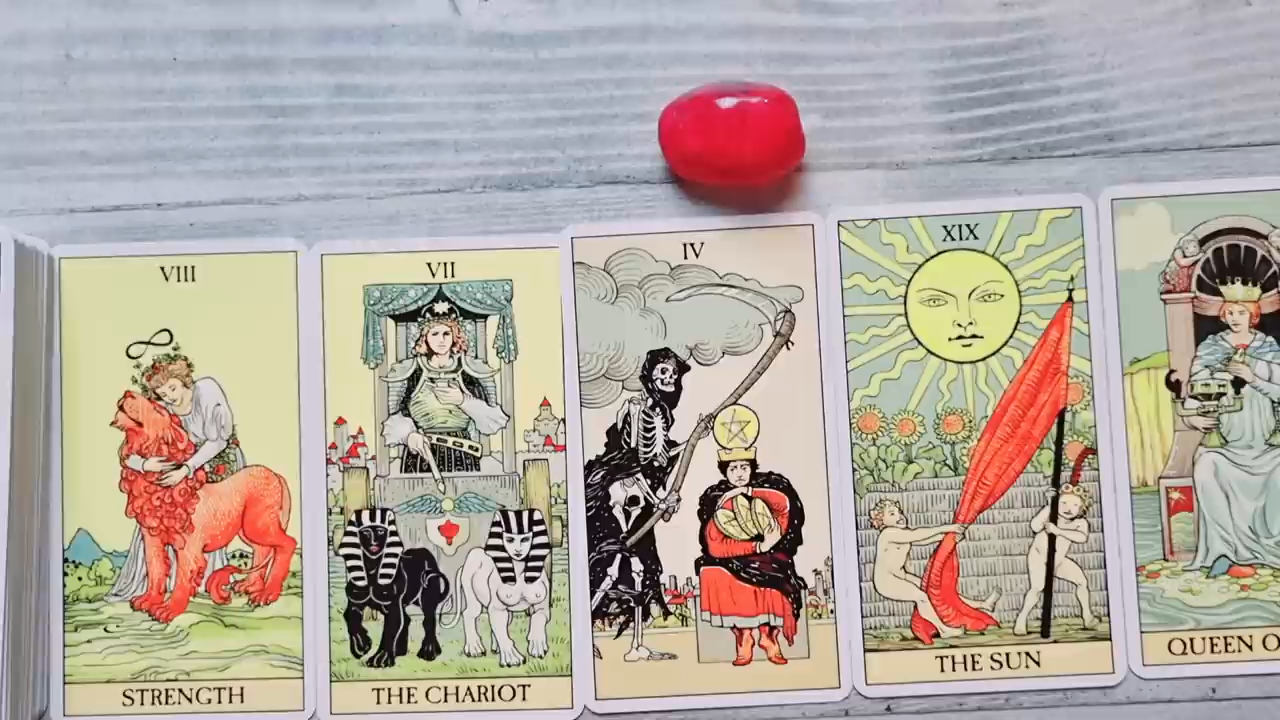 VIII
STRENGTH
VII
THE CHARIOT
IV
XIX
THE SUN
QUEEN O